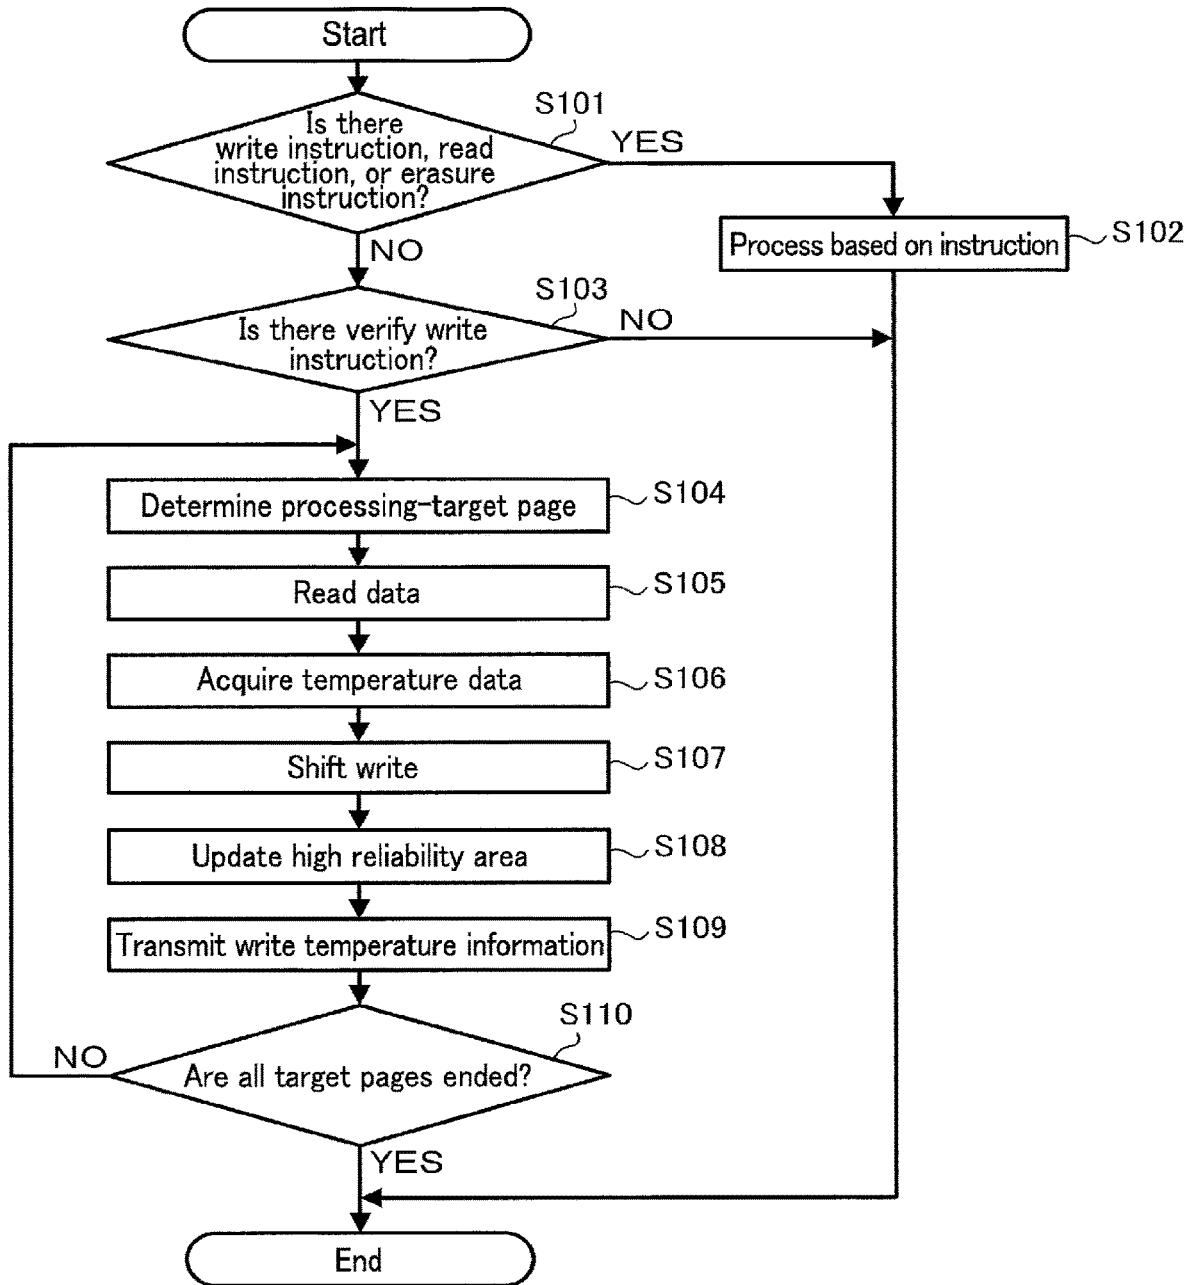 Start
S101
Is there
write instruction, read
instruction, or erasure
instruction?
YES
NO
Process based on instruction
S102
S103
Is there verify write
instruction?
NO
YES
Determine processing-target page
S104
Read data
S105
Acquire temperature data
S106
Shift write
S107
Update high reliability area
S108
Transmit write temperature information
S109
S110
Are all target pages ended?
NO
YES
End